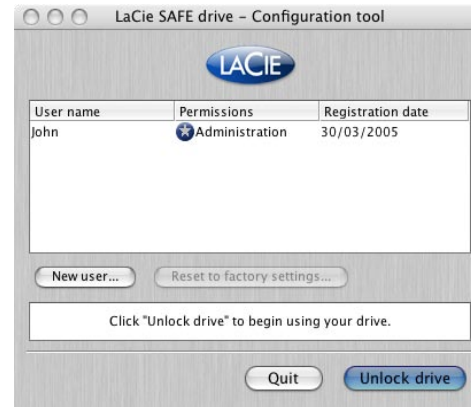 LaCie SAFE drive – Configuration tool
LACIE
User name Permissions Registration date
John Administration 30/03/2005
New user... Reset to factory settings...
Click "Unlock drive" to begin using your drive.
Quit Unlock drive